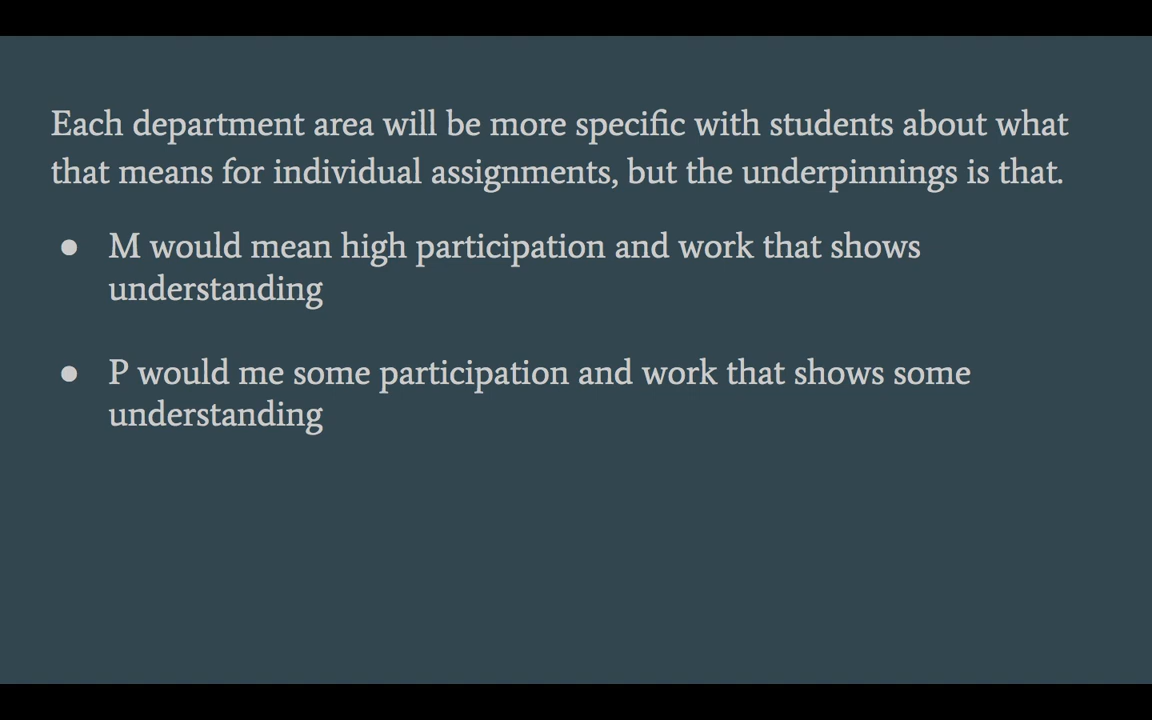 Each department area will be more specific with students about what
that means for individual assignments, but the underpinnings is that.
● M would mean high participation and work that shows
understanding
● P would me some participation and work that shows some
understanding